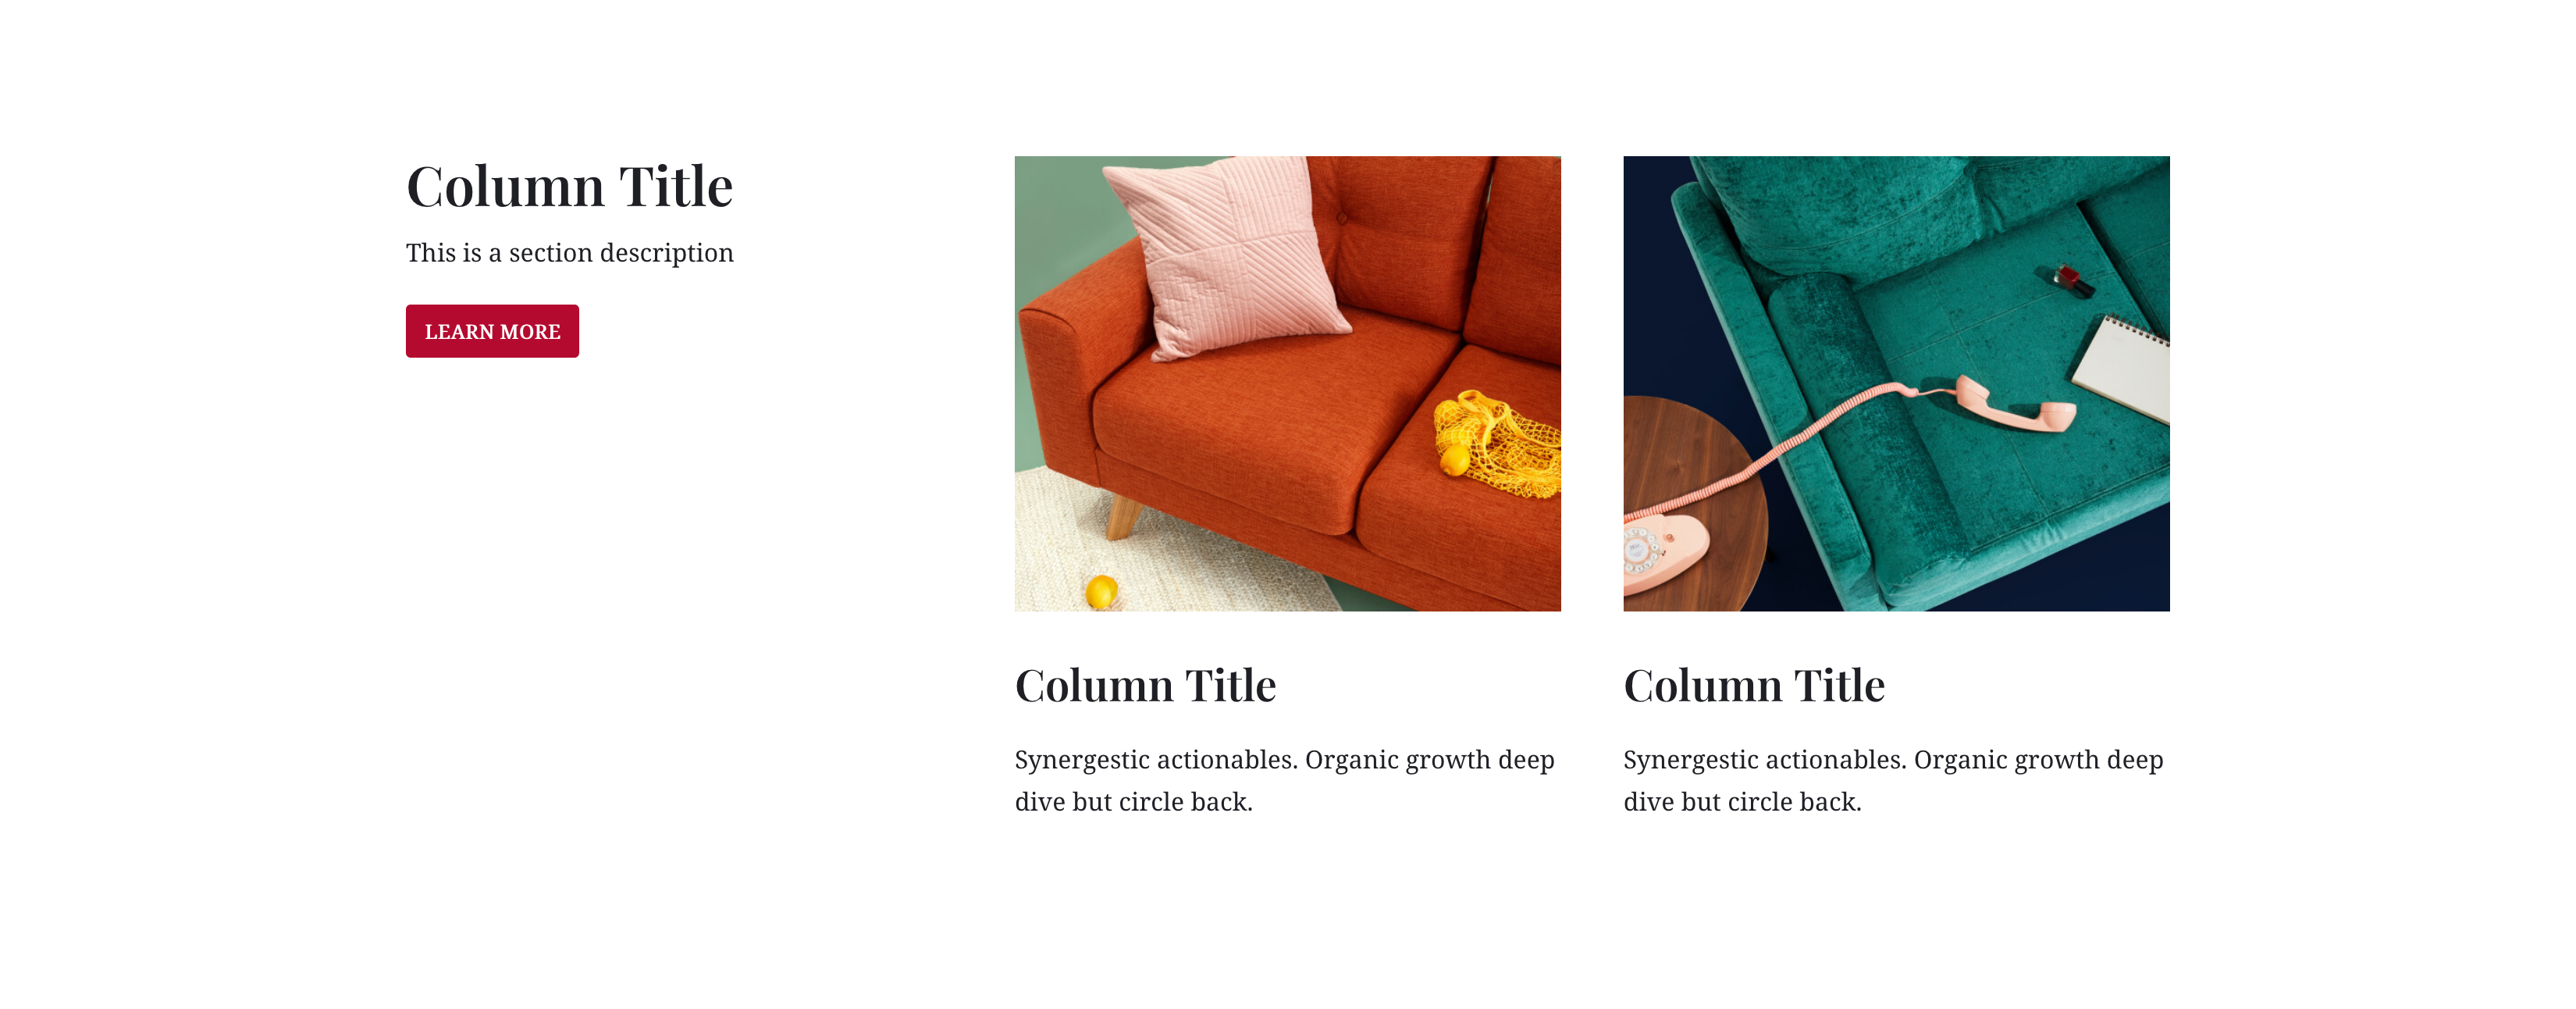 Column Title
This is a section description
LEARN MORE
Column Title
Synergestic actionables. Organic growth deep
dive but circle back.
Column Title
Synergestic actionables. Organic growth deep
dive but circle back.